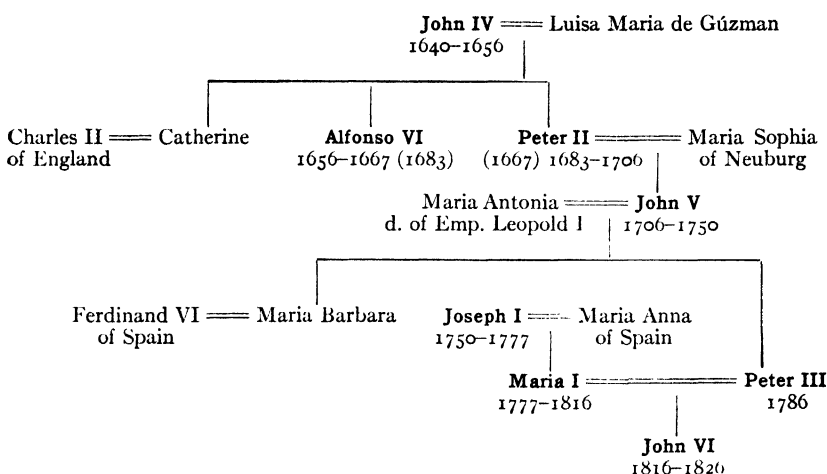 John IV Luisa Maria de Gúzman
1640–1656
Charles II Catherine Alfonso VI Peter II Maria Sophia
of England 1656–1667 (1683) (1667) 1683–1706 of Neuburg
Maria Antonia John V
d. of Emp. Leopold I 1706–1750
Ferdinand VI Maria Barbara Joseph I Maria Anna
of Spain 1750–1777 of Spain
Maria I Peter III
1777–1816 1786
John VI
1816–1826